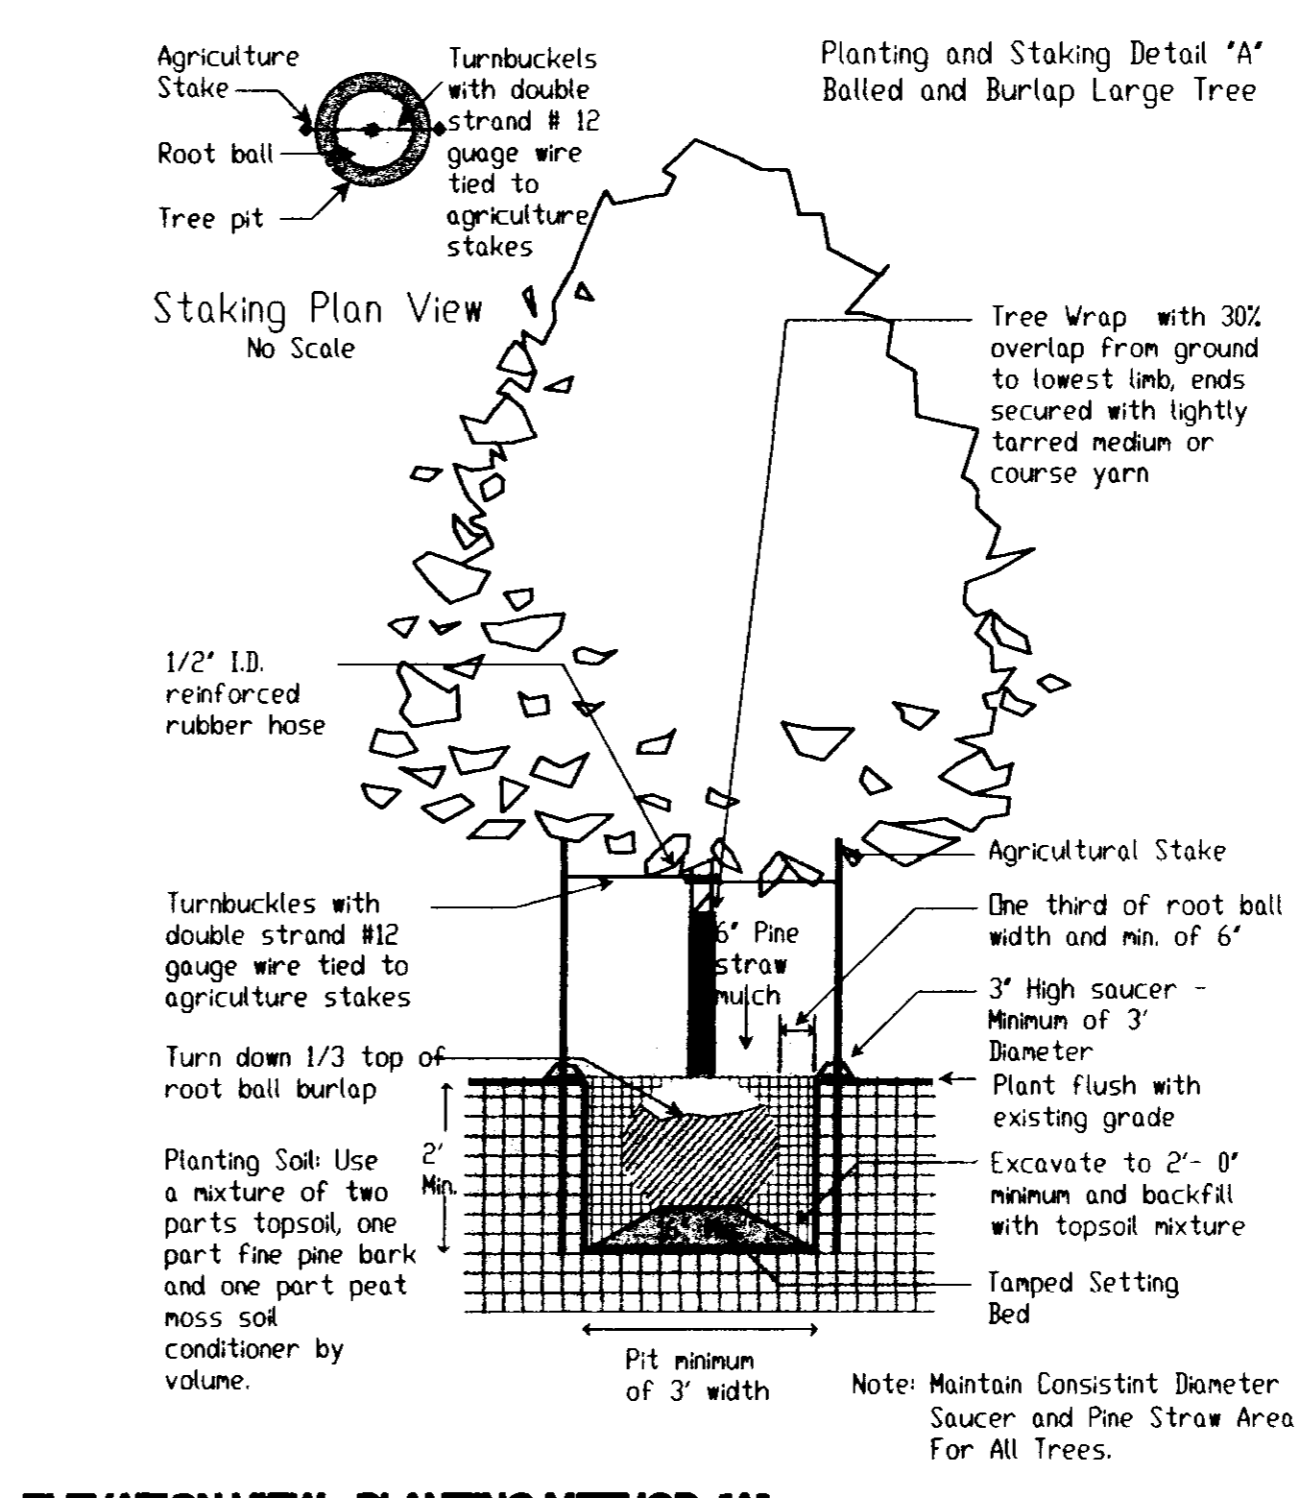 Planting and Staking Detail "A"
Balled and Burlap Large Tree
Agriculture
Stake
Root ball
Tree pit
Turnbuckels
with double
strand # 12
guage wire
tied to
agriculture
stakes
Staking Plan View
No Scale
Tree Wrap with 30%
overlap from ground
to lowest limb, ends
secured with lightly
tarred medium or
course yarn
1/2" I.D.
reinforced
rubber hose
Agricultural Stake
Turnbuckles with
double strand #12
gauge wire tied to
agriculture stakes
6" Pine
straw
mulch
One third of root ball
width and min. of 6"
3" High saucer -
Minimum of 3'
Diameter
Turn down 1/3 top of
root ball burlap
Plant flush with
existing grade
2'
Min.
Planting Soil: Use
a mixture of two
parts topsoil, one
part fine pine bark
and one part peat
moss soil
conditioner by
volume.
Excavate to 2'- 0"
minimum and backfill
with topsoil mixture
Tamped Setting
Bed
Pit minimum
of 3' width
Note: Maintain Consistint Diameter
Saucer and Pine Straw Area
For All Trees.